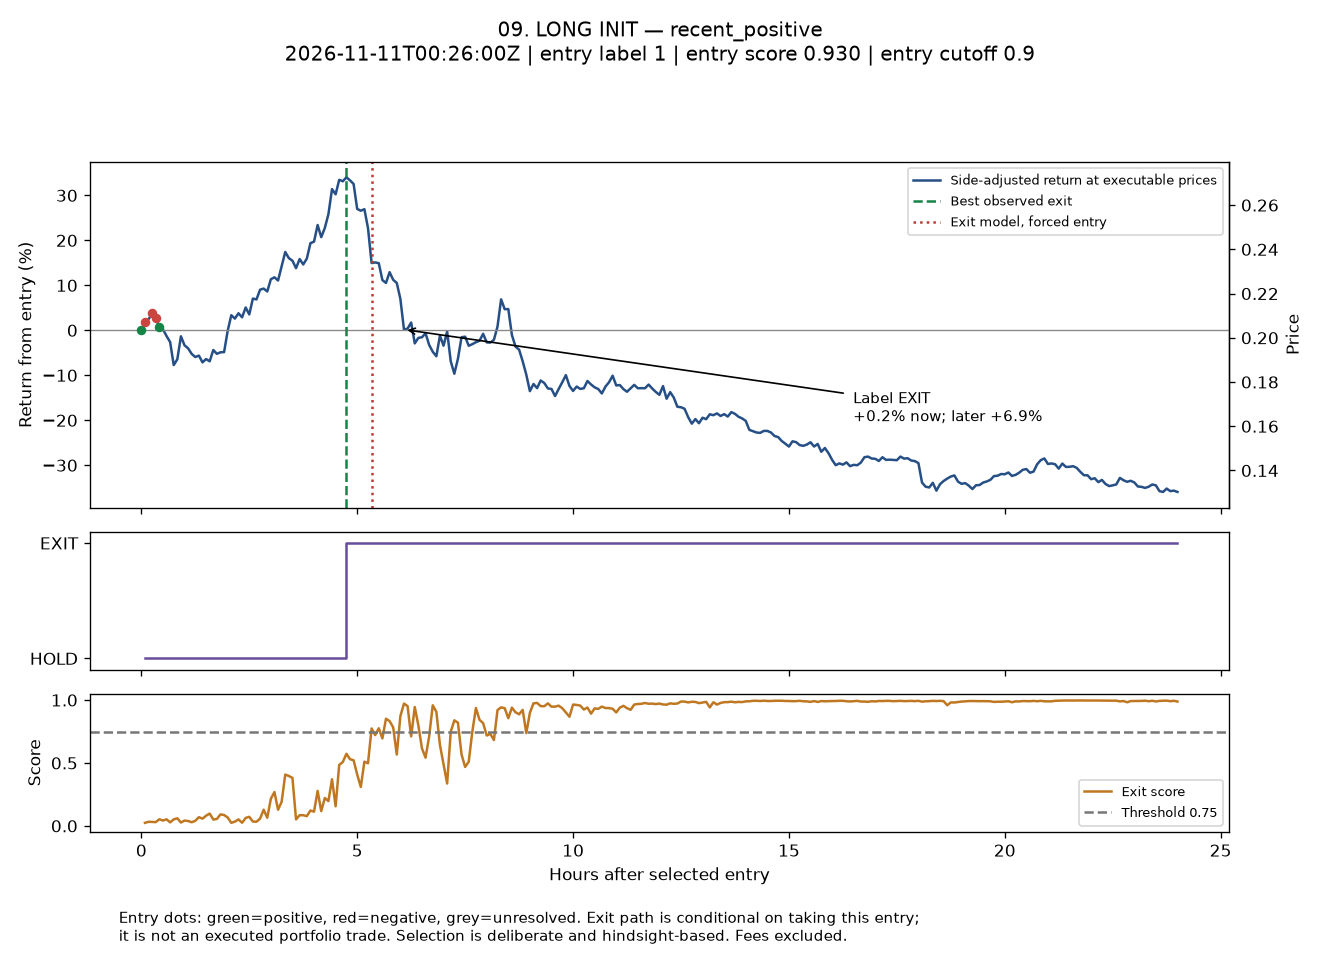 09. LONG INIT — recent_positive
2026-11-11T00:26:00Z | entry label 1 | entry score 0.930 | entry cutoff 0.9
Return from entry (%)
30
20
10
0
−10
−20
−30
Side-adjusted return at executable prices
Best observed exit
Exit model, forced entry
Label EXIT
+0.2% now; later +6.9%
0.26
0.24
0.22
0.20
0.18
0.16
0.14
Price
EXIT
HOLD
Score
1.0
0.5
0.0
Exit score
Threshold 0.75
0
5
10
15
20
25
Hours after selected entry
Entry dots: green=positive, red=negative, grey=unresolved. Exit path is conditional on taking this entry;
it is not an executed portfolio trade. Selection is deliberate and hindsight-based. Fees excluded.